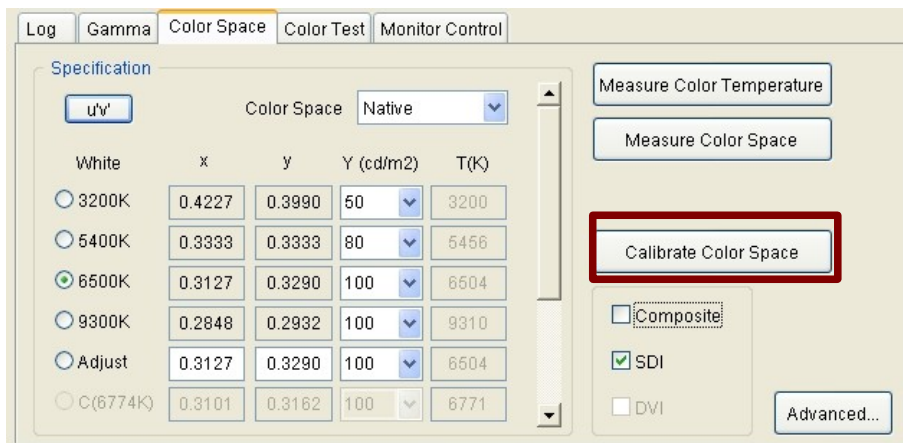 Log Gamma Color Space Color Test Monitor Control
Specification
u'v' Color Space Native
Measure Color Temperature
Measure Color Space
White x y Y (cd/m2) T(K)
3200K 0.4227 0.3990 50 3200
5400K 0.3333 0.3333 80 5456
Calibrate Color Space
6500K 0.3127 0.3290 100 6504
9300K 0.2848 0.2932 100 9310
Composite
Adjust 0.3127 0.3290 100 6504
SDI
C(6774K) 0.3101 0.3162 100 6771
DVI
Advanced...